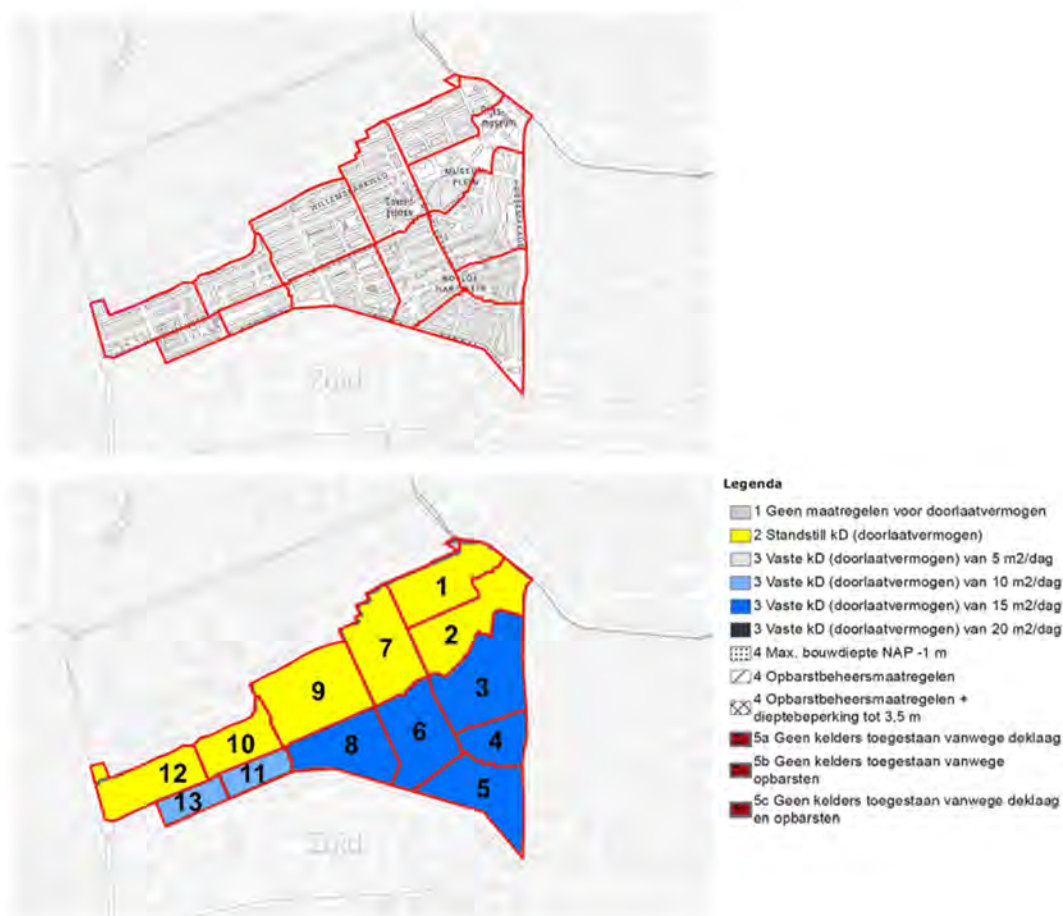 museum
MUSEU
PLEIN
WILLEMSPARKWEG
Zuid
Legenda
1 Geen maatregelen voor doorlaatvermogen
2 Standstill kD (doorlaatvermogen)
3 Vaste kD (doorlaatvermogen) van 5 m2/dag
3 Vaste kD (doorlaatvermogen) van 10 m2/dag
3 Vaste kD (doorlaatvermogen) van 15 m2/dag
3 Vaste kD (doorlaatvermogen) van 20 m2/dag
4 Max. bouwdiepte NAP -1 m
4 Opbarstbeheersmaatregelen
4 Opbarstbeheersmaatregelen +
dieptebeperking tot 3,5 m
5a Geen kelders toegestaan vanwege deklaag
5b Geen kelders toegestaan vanwege
opbarsten
5c Geen kelders toegestaan vanwege deklaag
en opbarsten
1
2
7
3
9
6
4
8
10
5
11
12
13
Zuid